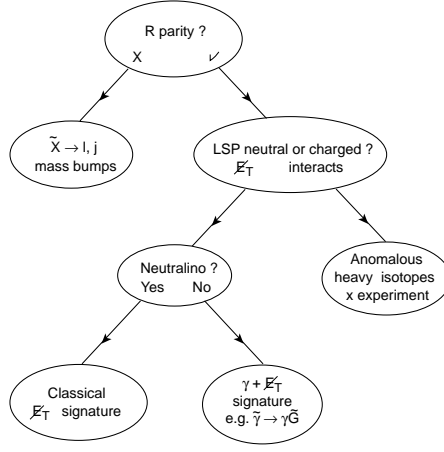 R parity ?
X ✓
X̃ → l, j
mass bumps
LSP neutral or charged ?
E̸T interacts
Neutralino ?
Yes No
Anomalous
heavy isotopes
x experiment
Classical
E̸T signature
γ + E̸T
signature
e.g. γ̃ → γG̃